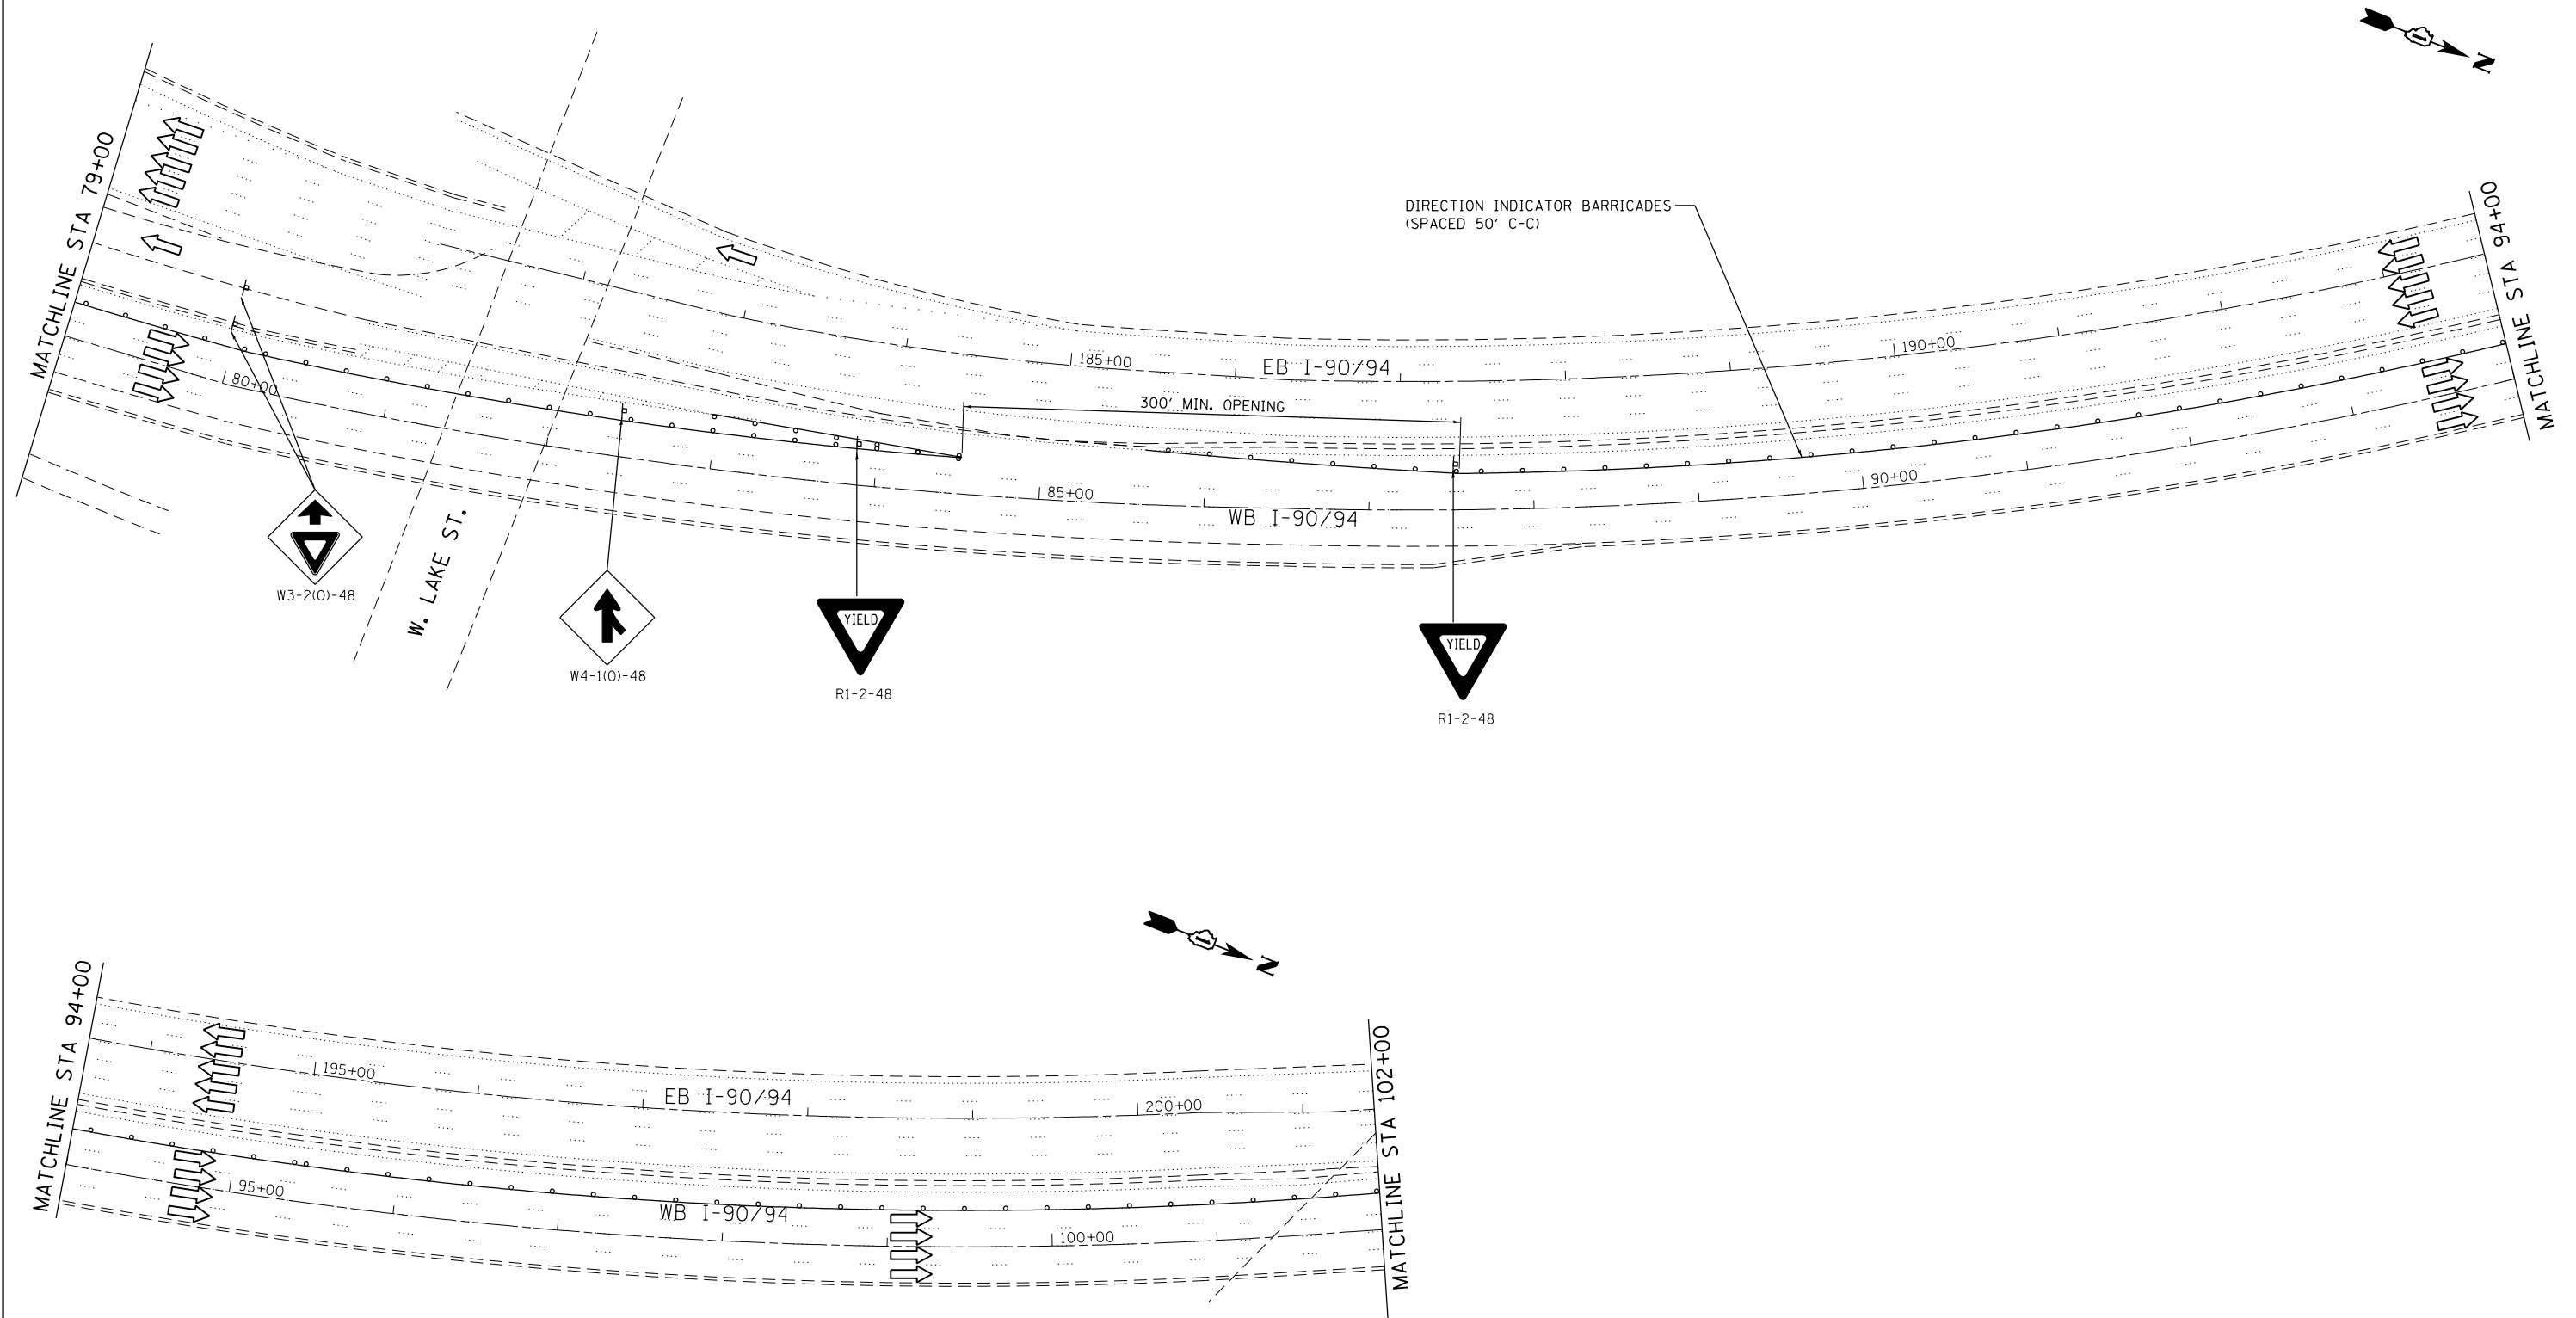 N
MATCHLINE STA 79+00
DIRECTION INDICATOR BARRICADES
(SPACED 50' C-C)
MATCHLINE STA 94+00
185+00
EB I-90/94
190+00
80+00
300' MIN. OPENING
85+00
WB I-90/94
90+00
W. LAKE ST.
W3-2(O)-48
W4-1(O)-48
YIELD
R1-2-48
YIELD
R1-2-48
N
MATCHLINE STA 94+00
195+00
EB I-90/94
200+00
MATCHLINE STA 102+00
95+00
WB I-90/94
100+00